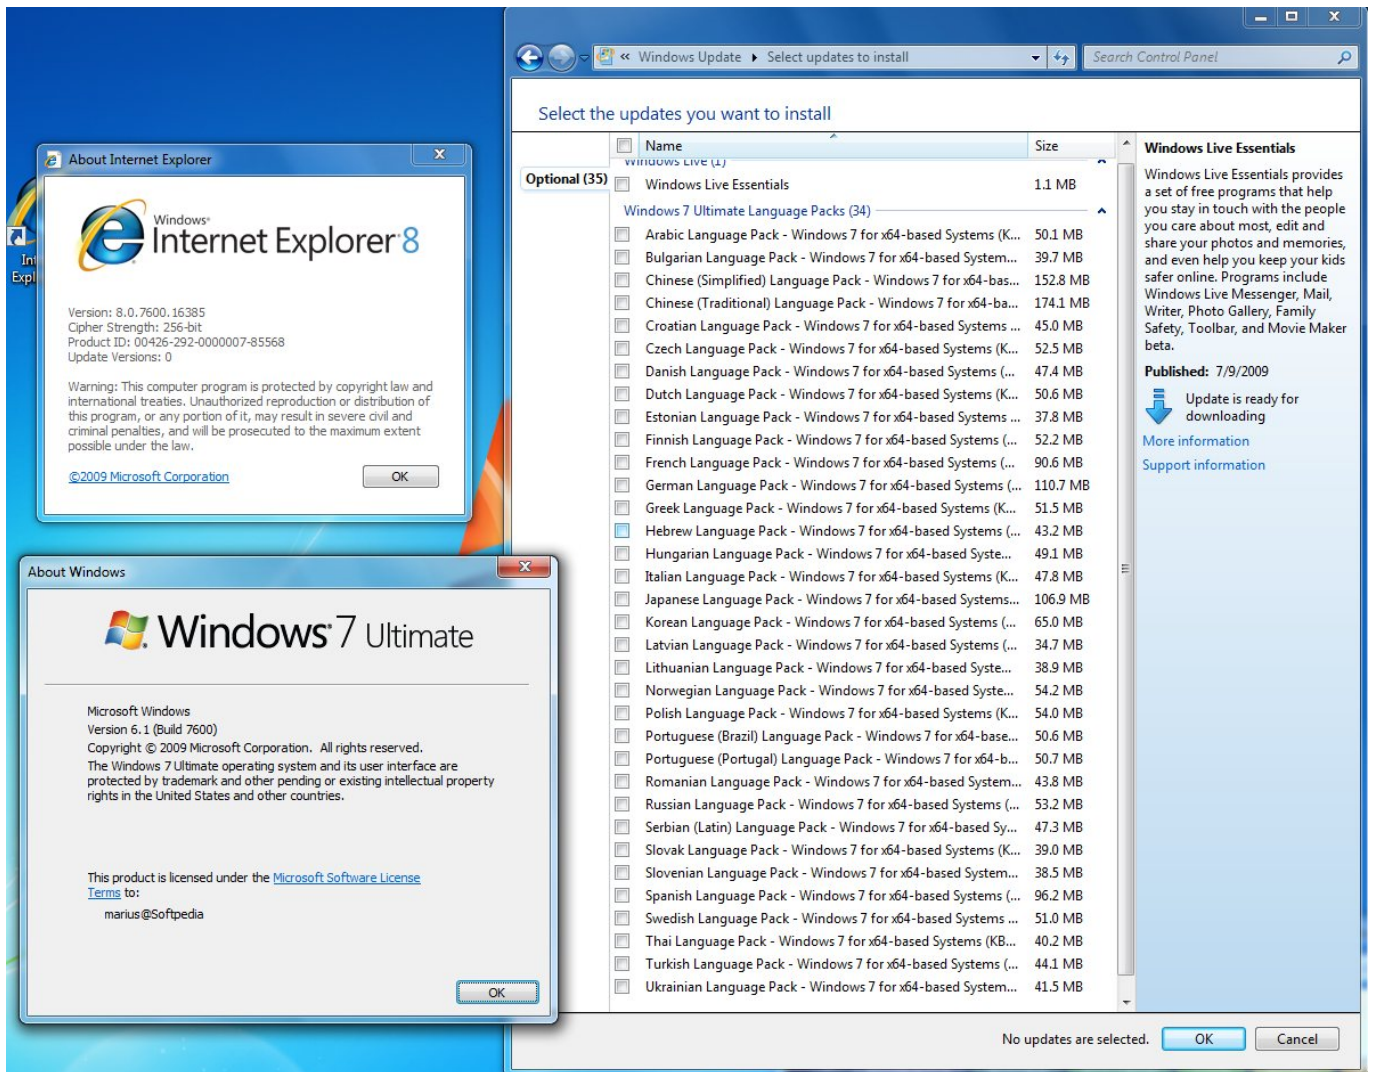 Int
Expl
About Internet Explorer
Windows®
Internet Explorer 8
Version: 8.0.7600.16385
Cipher Strength: 256-bit
Product ID: 00426-292-0000007-85568
Update Versions: 0
Warning: This computer program is protected by copyright law and
international treaties. Unauthorized reproduction or distribution of
this program, or any portion of it, may result in severe civil and
criminal penalties, and will be prosecuted to the maximum extent
possible under the law.
©2009 Microsoft Corporation
OK
About Windows
Windows® 7 Ultimate
Microsoft Windows
Version 6.1 (Build 7600)
Copyright © 2009 Microsoft Corporation. All rights reserved.
The Windows 7 Ultimate operating system and its user interface are
protected by trademark and other pending or existing intellectual property
rights in the United States and other countries.
This product is licensed under the Microsoft Software License
Terms to:
marius@Softpedia
OK
« Windows Update ▸ Select updates to install
Search Control Panel
Select the updates you want to install
Name Size
Optional (35)
Windows Live (1)
Windows Live Essentials 1.1 MB
Windows 7 Ultimate Language Packs (34)
Arabic Language Pack - Windows 7 for x64-based Systems (K... 50.1 MB
Bulgarian Language Pack - Windows 7 for x64-based System... 39.7 MB
Chinese (Simplified) Language Pack - Windows 7 for x64-bas... 152.8 MB
Chinese (Traditional) Language Pack - Windows 7 for x64-ba... 174.1 MB
Croatian Language Pack - Windows 7 for x64-based Systems ... 45.0 MB
Czech Language Pack - Windows 7 for x64-based Systems (K... 52.5 MB
Danish Language Pack - Windows 7 for x64-based Systems (... 47.4 MB
Dutch Language Pack - Windows 7 for x64-based Systems (K... 50.6 MB
Estonian Language Pack - Windows 7 for x64-based Systems ... 37.8 MB
Finnish Language Pack - Windows 7 for x64-based Systems (... 52.2 MB
French Language Pack - Windows 7 for x64-based Systems (... 90.6 MB
German Language Pack - Windows 7 for x64-based Systems (... 110.7 MB
Greek Language Pack - Windows 7 for x64-based Systems (K... 51.5 MB
Hebrew Language Pack - Windows 7 for x64-based Systems (... 43.2 MB
Hungarian Language Pack - Windows 7 for x64-based Syste... 49.1 MB
Italian Language Pack - Windows 7 for x64-based Systems (K... 47.8 MB
Japanese Language Pack - Windows 7 for x64-based Systems... 106.9 MB
Korean Language Pack - Windows 7 for x64-based Systems (... 65.0 MB
Latvian Language Pack - Windows 7 for x64-based Systems (... 34.7 MB
Lithuanian Language Pack - Windows 7 for x64-based Syste... 38.9 MB
Norwegian Language Pack - Windows 7 for x64-based Syste... 54.2 MB
Polish Language Pack - Windows 7 for x64-based Systems (K... 54.0 MB
Portuguese (Brazil) Language Pack - Windows 7 for x64-base... 50.6 MB
Portuguese (Portugal) Language Pack - Windows 7 for x64-b... 50.7 MB
Romanian Language Pack - Windows 7 for x64-based System... 43.8 MB
Russian Language Pack - Windows 7 for x64-based Systems (... 53.2 MB
Serbian (Latin) Language Pack - Windows 7 for x64-based Sy... 47.3 MB
Slovak Language Pack - Windows 7 for x64-based Systems (K... 39.0 MB
Slovenian Language Pack - Windows 7 for x64-based System... 38.5 MB
Spanish Language Pack - Windows 7 for x64-based Systems (... 96.2 MB
Swedish Language Pack - Windows 7 for x64-based Systems ... 51.0 MB
Thai Language Pack - Windows 7 for x64-based Systems (KB... 40.2 MB
Turkish Language Pack - Windows 7 for x64-based Systems (... 44.1 MB
Ukrainian Language Pack - Windows 7 for x64-based System... 41.5 MB
Windows Live Essentials
Windows Live Essentials provides
a set of free programs that help
you stay in touch with the people
you care about most, edit and
share your photos and memories,
and even help you keep your kids
safer online. Programs include
Windows Live Messenger, Mail,
Writer, Photo Gallery, Family
Safety, Toolbar, and Movie Maker
beta.
Published: 7/9/2009
Update is ready for
downloading
More information
Support information
No updates are selected. OK Cancel